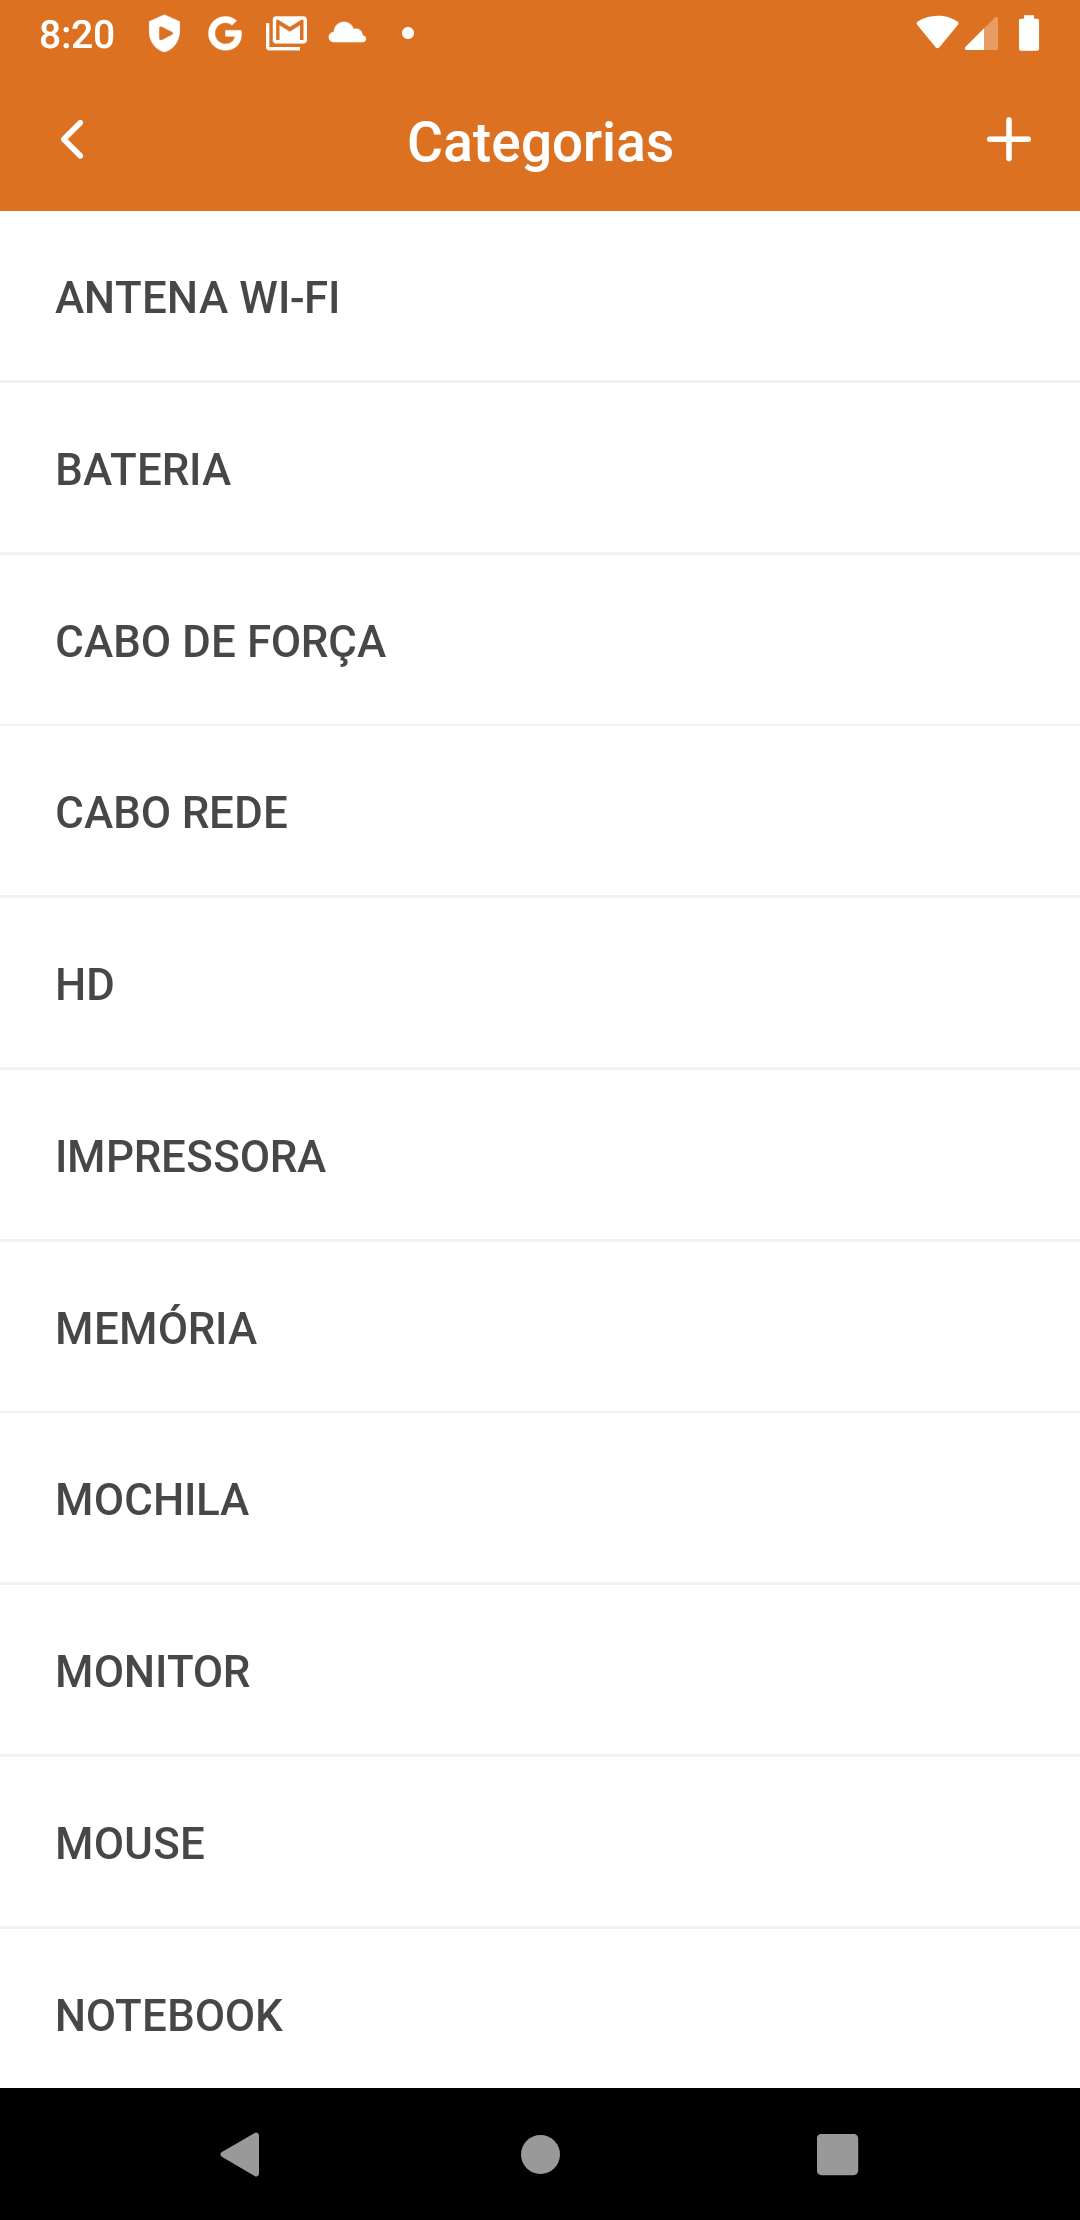 8:20
Categorias
ANTENA WI-FI
BATERIA
CABO DE FORÇA
CABO REDE
HD
IMPRESSORA
MEMÓRIA
MOCHILA
MONITOR
MOUSE
NOTEBOOK